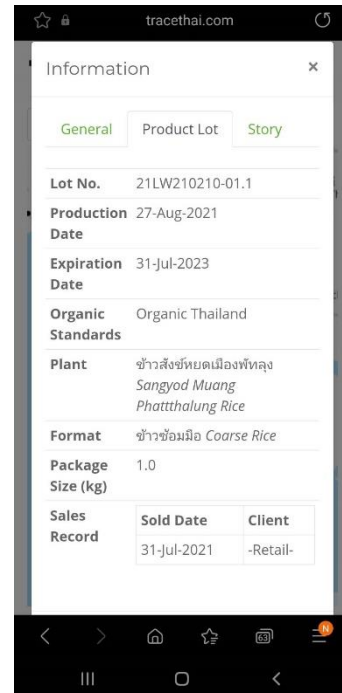 tracethai.com
Information ×
General Product Lot Story
Lot No. 21LW210210-01.1
Production 27-Aug-2021
Date
Expiration 31-Jul-2023
Date
Organic Organic Thailand
Standards
Plant ข้าวสังข์หยดเมืองพัทลุง
Sangyod Muang
Phattthalung Rice
Format ข้าวซ้อมมือ Coarse Rice
Package 1.0
Size (kg)
Sales Sold Date Client
Record
31-Jul-2021 -Retail-
63
N